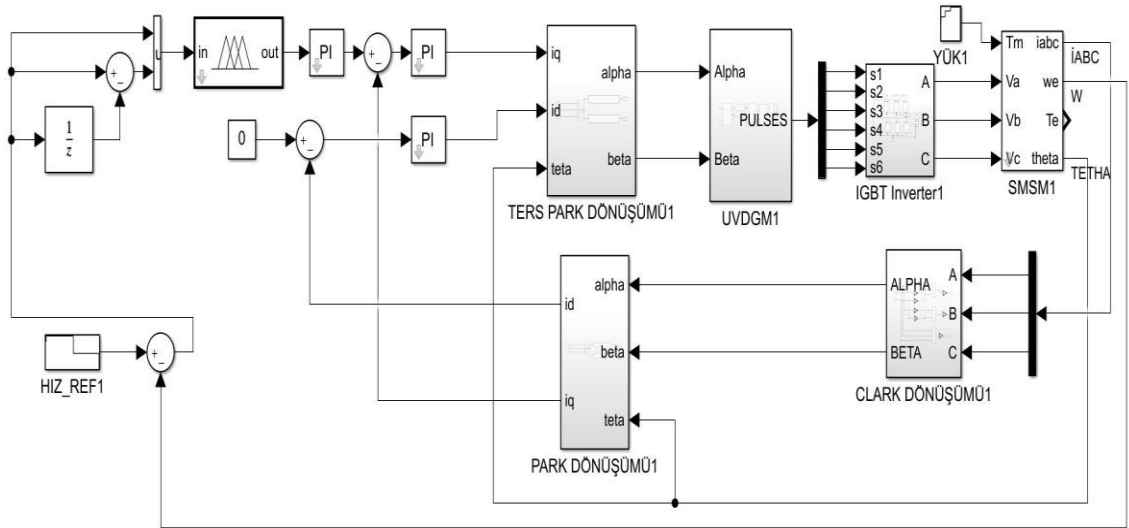 u
in
out
PI
PI
1
z
0
PI
iq
id
teta
alpha
beta
TERS PARK DÖNÜŞÜMÜ1
Alpha
Beta
PULSES
UVDGM1
s1
s2
s3
s4
s5
s6
A
B
C
IGBT Inverter1
YÜK1
Tm
Va
Vb
Vc
iabc
we
Te
theta
SMSM1
İABC
W
TETHA
HIZ_REF1
id
iq
alpha
beta
teta
PARK DÖNÜŞÜMÜ1
ALPHA
BETA
A
B
C
CLARK DÖNÜŞÜMÜ1